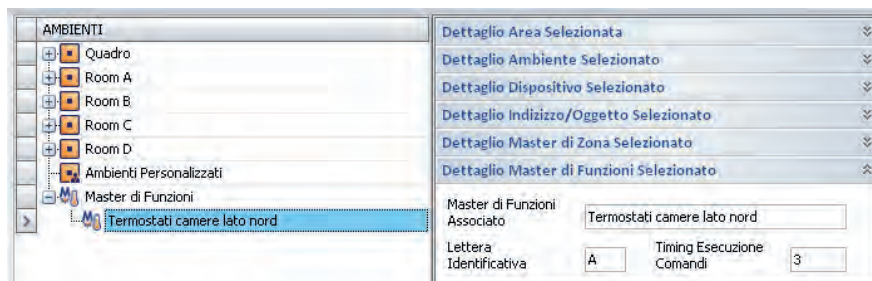 AMBIENTI
Quadro
Room A
Room B
Room C
Room D
Ambienti Personalizzati
Master di Funzioni
Termostati camere lato nord
Dettaglio Area Selezionata
Dettaglio Ambiente Selezionato
Dettaglio Dispositivo Selezionato
Dettaglio Indizizzo/Oggetto Selezionato
Dettaglio Master di Zona Selezionato
Dettaglio Master di Funzioni Selezionato
Master di Funzioni
Associato
Termostati camere lato nord
Lettera
Identificativa
A
Timing Esecuzione
Comandi
3